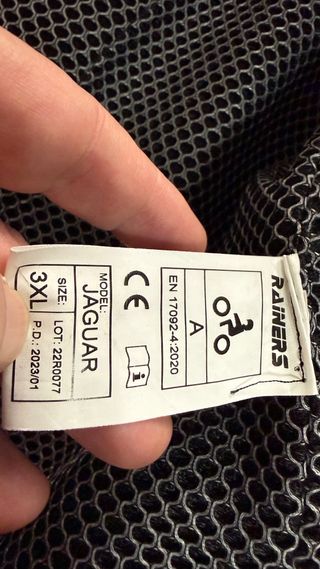 RAINERS
A
EN 17092-4:2020
CE
i
MODEL:
JAGUAR
SIZE:
3XL
LOT: 22R0077
P.D.: 2023/01